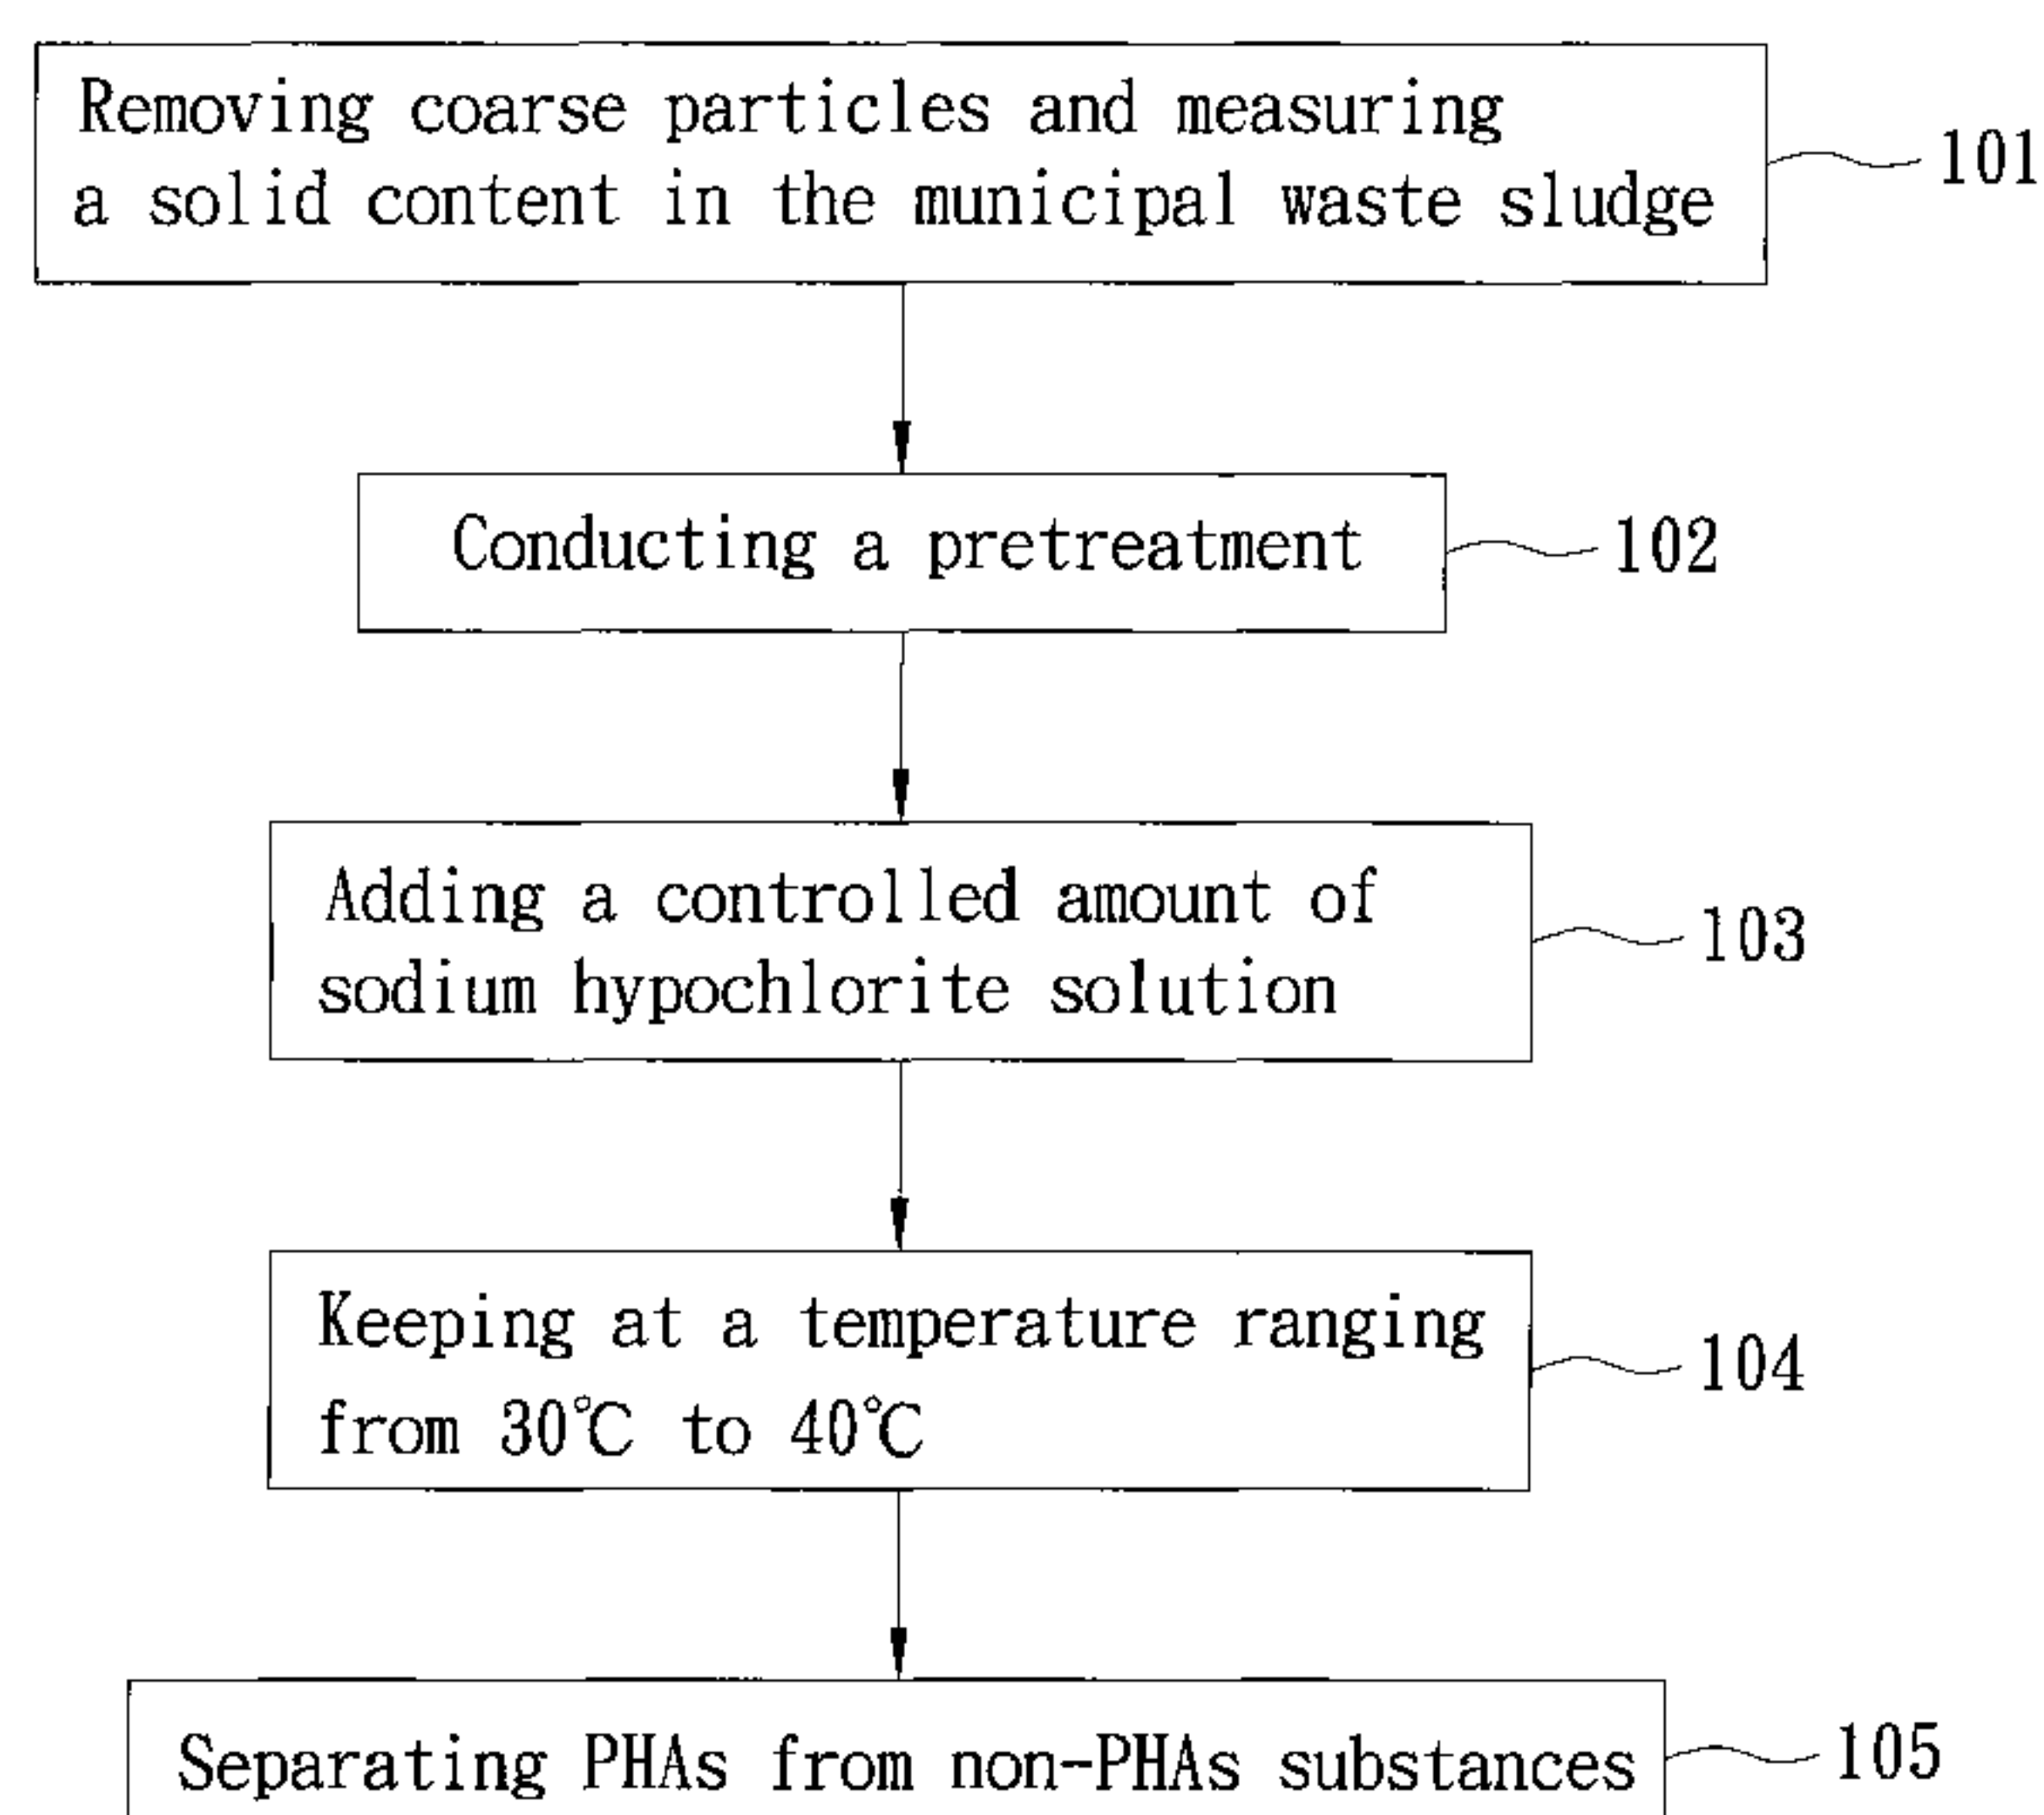 Removing coarse particles and measuring
a solid content in the municipal waste sludge
101
Conducting a pretreatment
102
Adding a controlled amount of
sodium hypochlorite solution
103
Keeping at a temperature ranging
from 30℃ to 40℃
104
Separating PHAs from non-PHAs substances
105